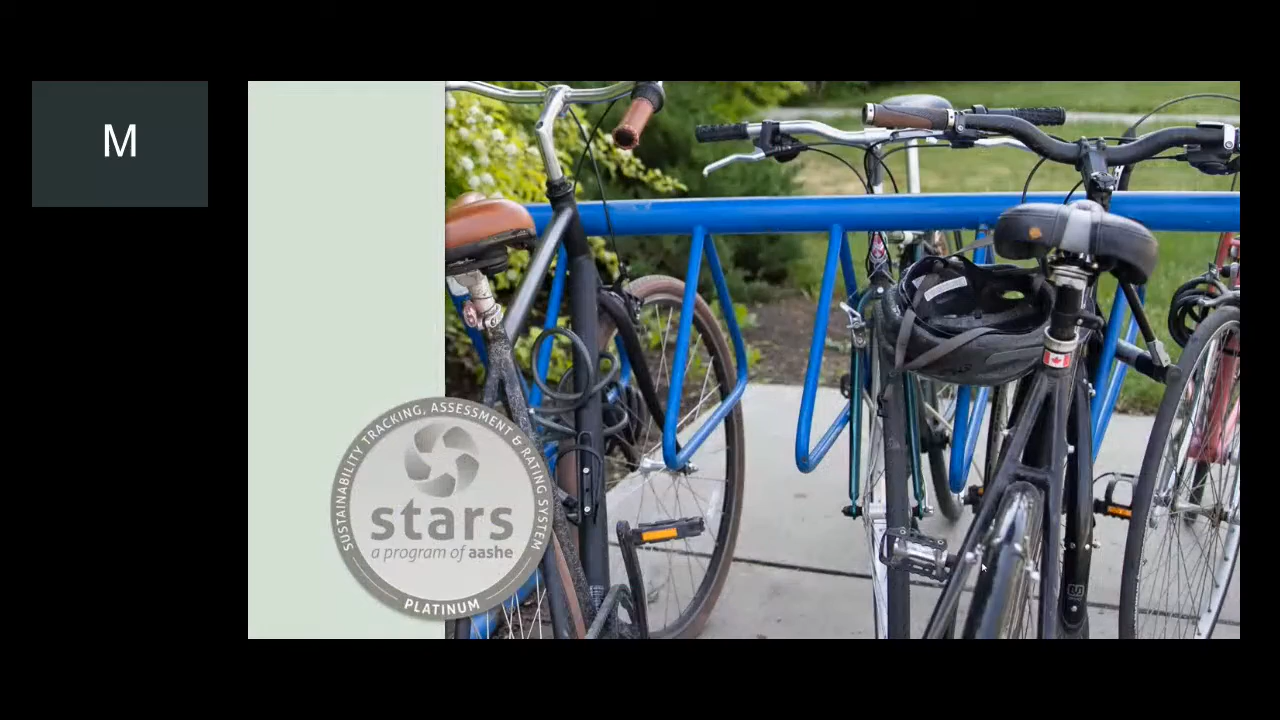 M
SUSTAINABILITY TRACKING, ASSESSMENT & RATING SYSTEM
stars
a program of aashe
PLATINUM